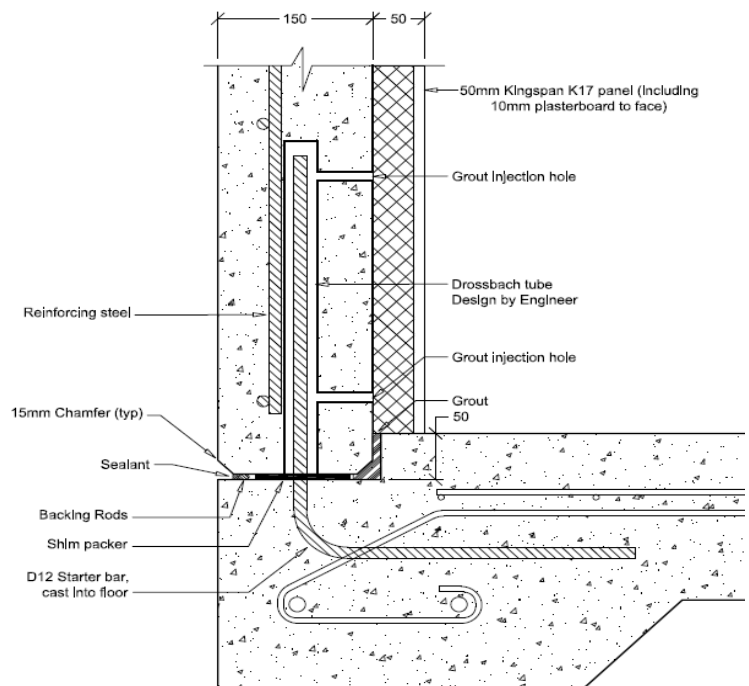 150
50
50mm Kingspan K17 panel (including
10mm plasterboard to face)
Grout injection hole
Drossbach tube
Design by Engineer
Reinforcing steel
Grout injection hole
15mm Chamfer (typ)
Grout
50
Sealant
Backing Rods
Shim packer
D12 Starter bar,
cast into floor